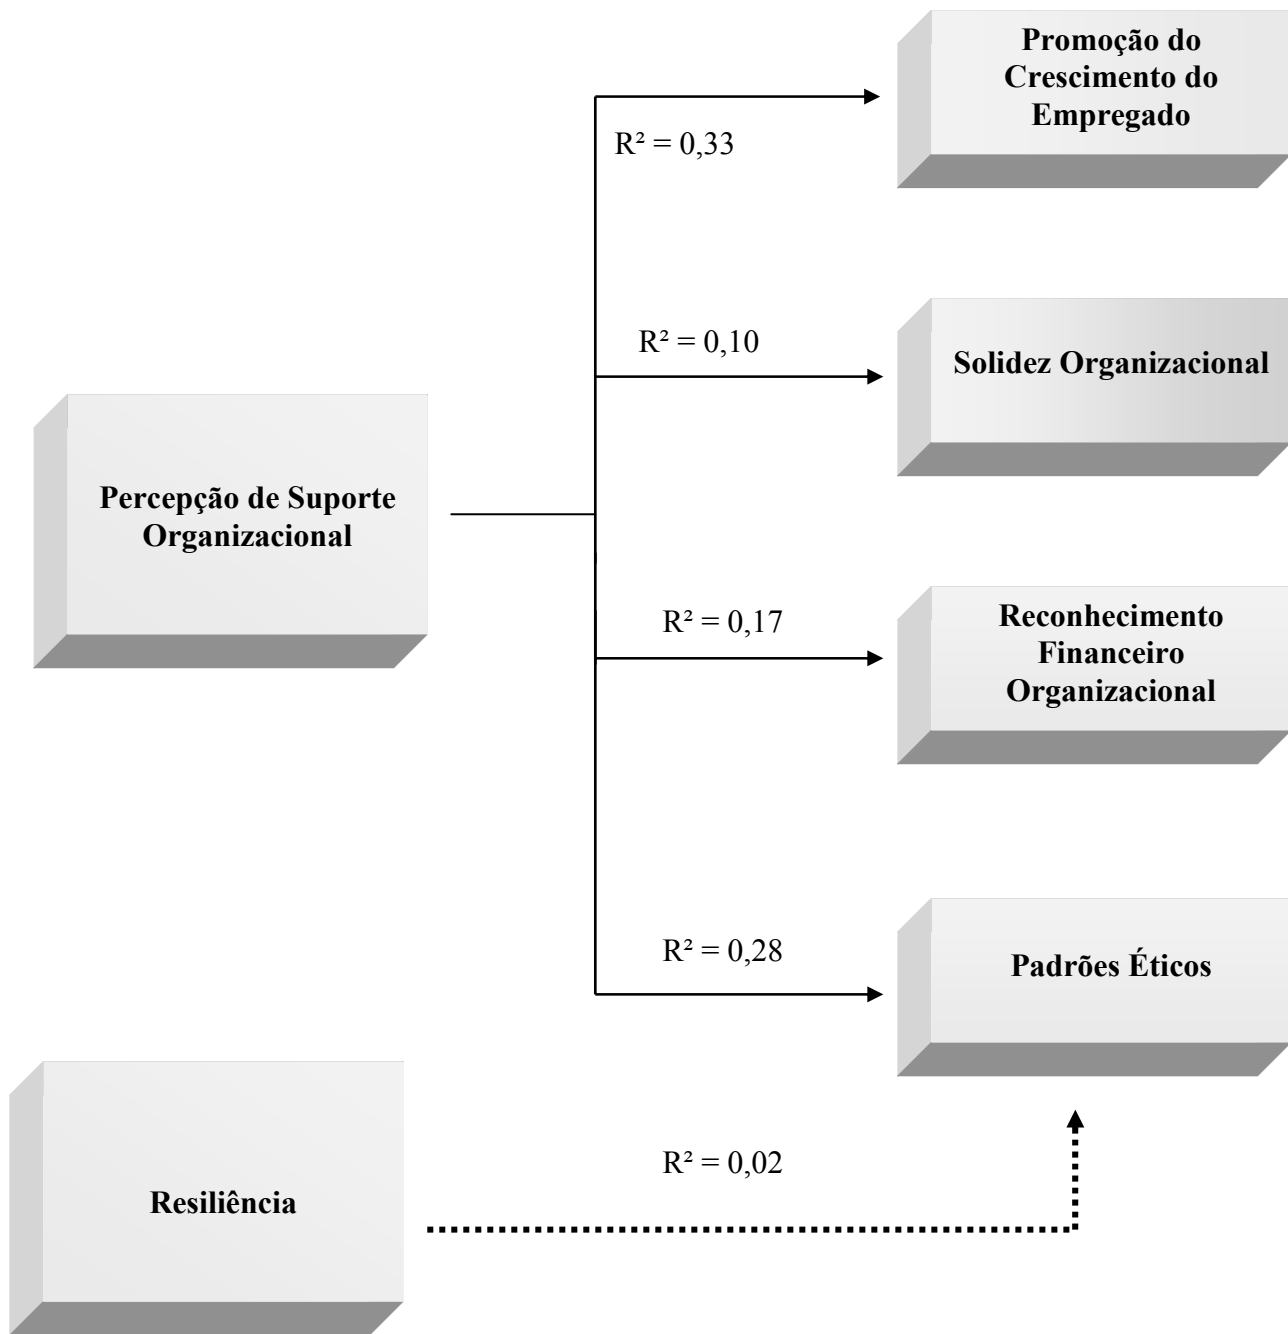 Promoção do
Crescimento do
Empregado
R² = 0,33
R² = 0,10
Solidez Organizacional
Percepção de Suporte
Organizacional
R² = 0,17
Reconhecimento
Financeiro
Organizacional
R² = 0,28
Padrões Éticos
R² = 0,02
Resiliência